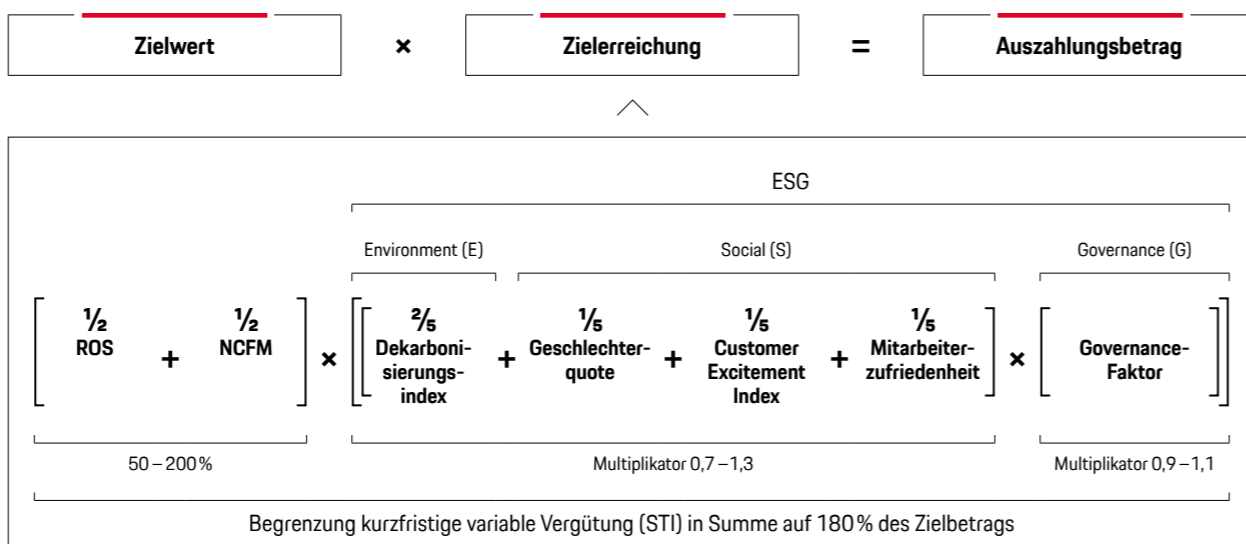 Zielwert × Zielerreichung = Auszahlungsbetrag
ESG
Environment (E) Social (S) Governance (G)
½ ½ ⅖ ⅕ ⅕ ⅕
ROS + NCFM × Dekarboni- + Geschlechter- + Customer + Mitarbeiter- × Governance-
sierungs- quote Excitement zufriedenheit Faktor
index Index
50 – 200 % Multiplikator 0,7 – 1,3 Multiplikator 0,9 – 1,1
Begrenzung kurzfristige variable Vergütung (STI) in Summe auf 180 % des Zielbetrags